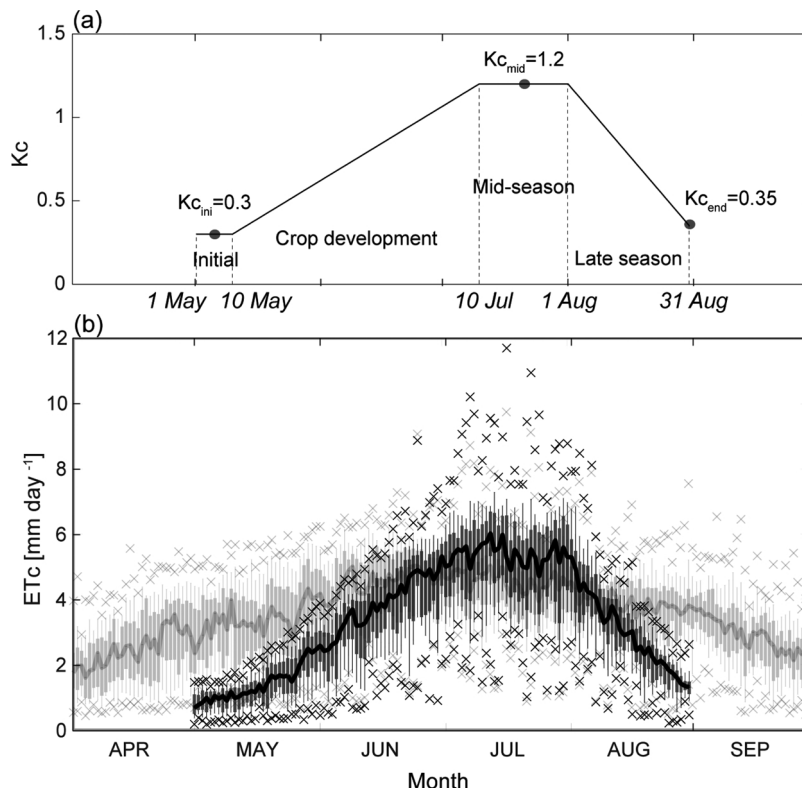 (a)
1.5
Kc_mid=1.2
1
Kc
Mid-season
Kc_ini=0.3
Kc_end=0.35
0.5
Crop development
Initial
Late season
0
1 May 10 May 10 Jul 1 Aug 31 Aug
(b)
12
10
8
6
ETc [mm day -1]
4
2
0
APR MAY JUN JUL AUG SEP
Month